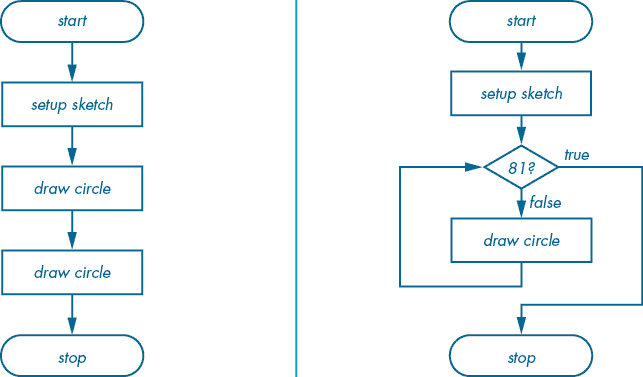 start
setup sketch
draw circle
draw circle
stop
start
setup sketch
81?
true
false
draw circle
stop